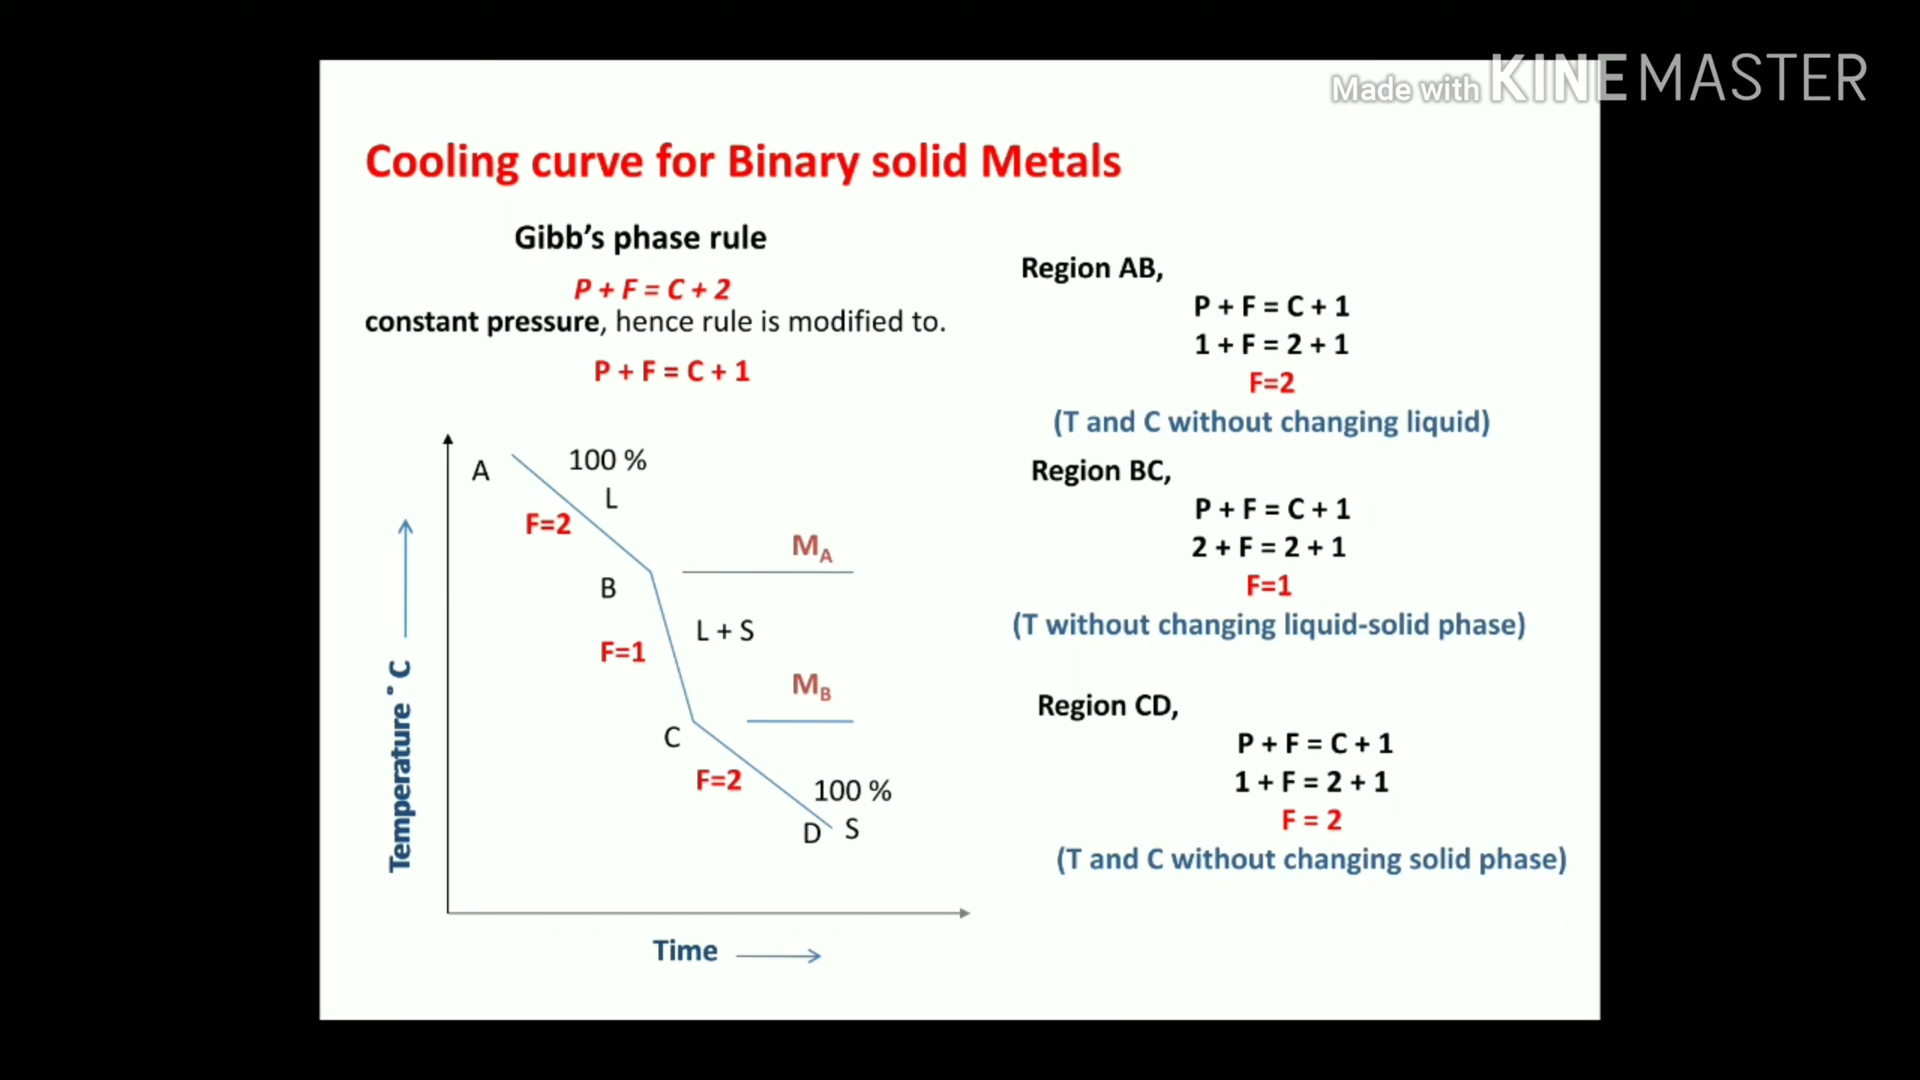 Made with KINEMASTER
Cooling curve for Binary solid Metals
Gibb's phase rule
P + F = C + 2
constant pressure, hence rule is modified to.
P + F = C + 1
A
100 %
L
F=2
B
M_A
L + S
F=1
M_B
C
F=2
100 %
D
S
Temperature ˚ C
Time
Region AB,
P + F = C + 1
1 + F = 2 + 1
F=2
(T and C without changing liquid)
Region BC,
P + F = C + 1
2 + F = 2 + 1
F=1
(T without changing liquid-solid phase)
Region CD,
P + F = C + 1
1 + F = 2 + 1
F = 2
(T and C without changing solid phase)